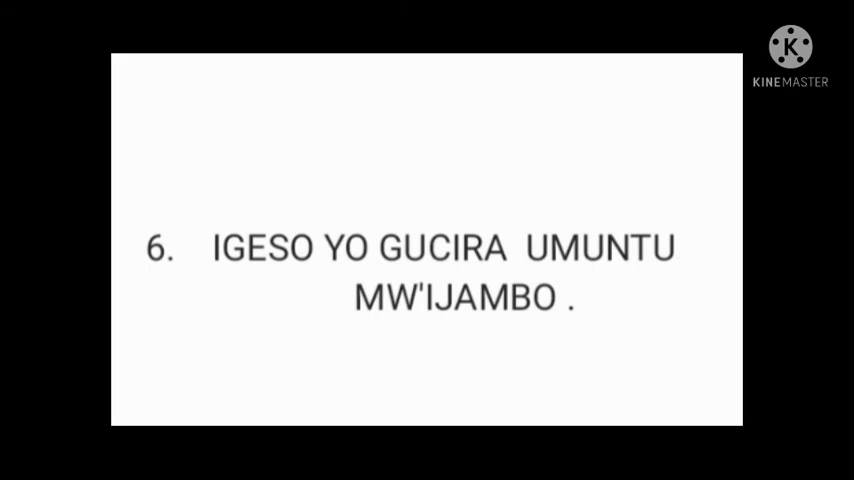 KINEMASTER
6. IGESO YO GUCIRA UMUNTU
MW'IJAMBO .